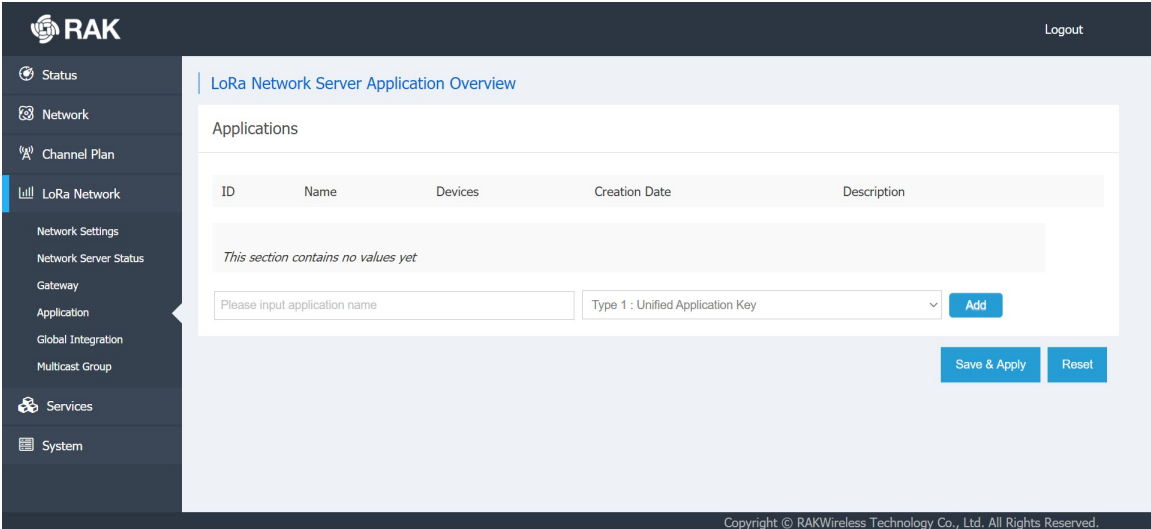 RAK
Logout
Status
Network
Channel Plan
LoRa Network
Network Settings
Network Server Status
Gateway
Application
Global Integration
Multicast Group
Services
System
LoRa Network Server Application Overview
Applications
ID Name Devices Creation Date Description
This section contains no values yet
Please input application name Type 1 : Unified Application Key Add
Save & Apply Reset
Copyright © RAKWireless Technology Co., Ltd. All Rights Reserved.